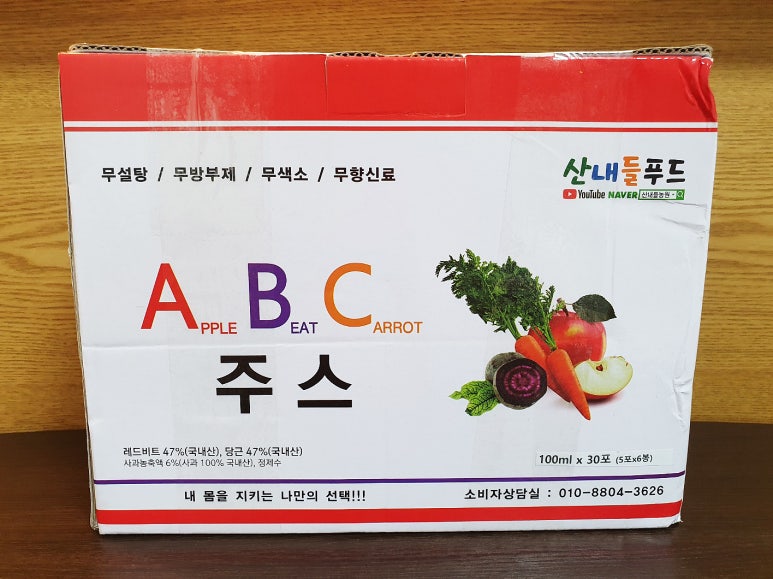 무설탕 / 무방부제 / 무색소 / 무향신료
산내들푸드
YouTube NAVER 산내들농원
APPLE BEAT CARROT
주스
레드비트 47%(국내산), 당근 47%(국내산)
사과농축액 6%(사과 100% 국내산), 정제수
100ml x 30포 (5포x6봉)
내 몸을 지키는 나만의 선택!!!
소비자상담실 : 010-8804-3626